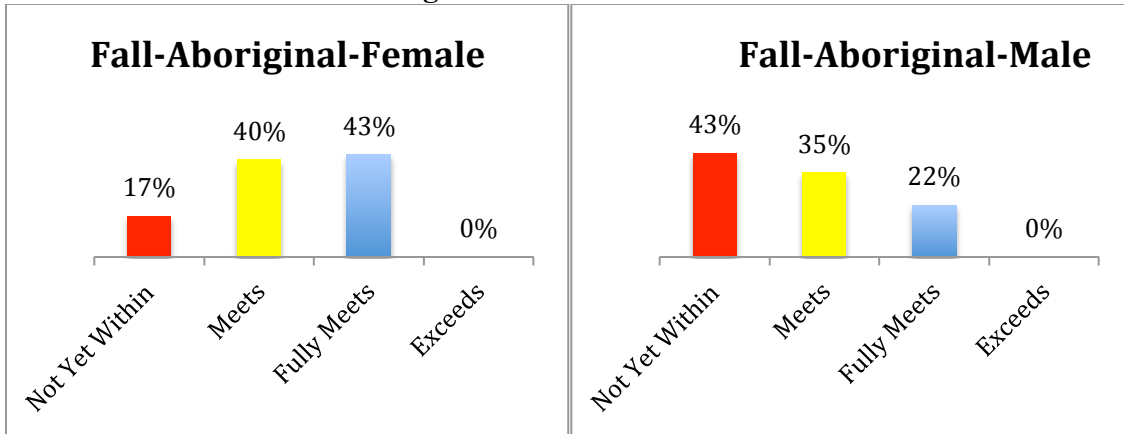 Fall-Aboriginal-Female
17%
40%
43%
0%
Not Yet Within
Meets
Fully Meets
Exceeds
Fall-Aboriginal-Male
43%
35%
22%
0%
Not Yet Within
Meets
Fully Meets
Exceeds